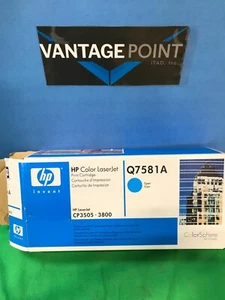 VANTAGE POINT
ITAD, Inc.
hp
invent
HP Color LaserJet
Print Cartridge
Cartouche d'impression
Cartucho de impresión
Q7581A
Cyan
HP LaserJet
CP3505 · 3800
ColorSphere